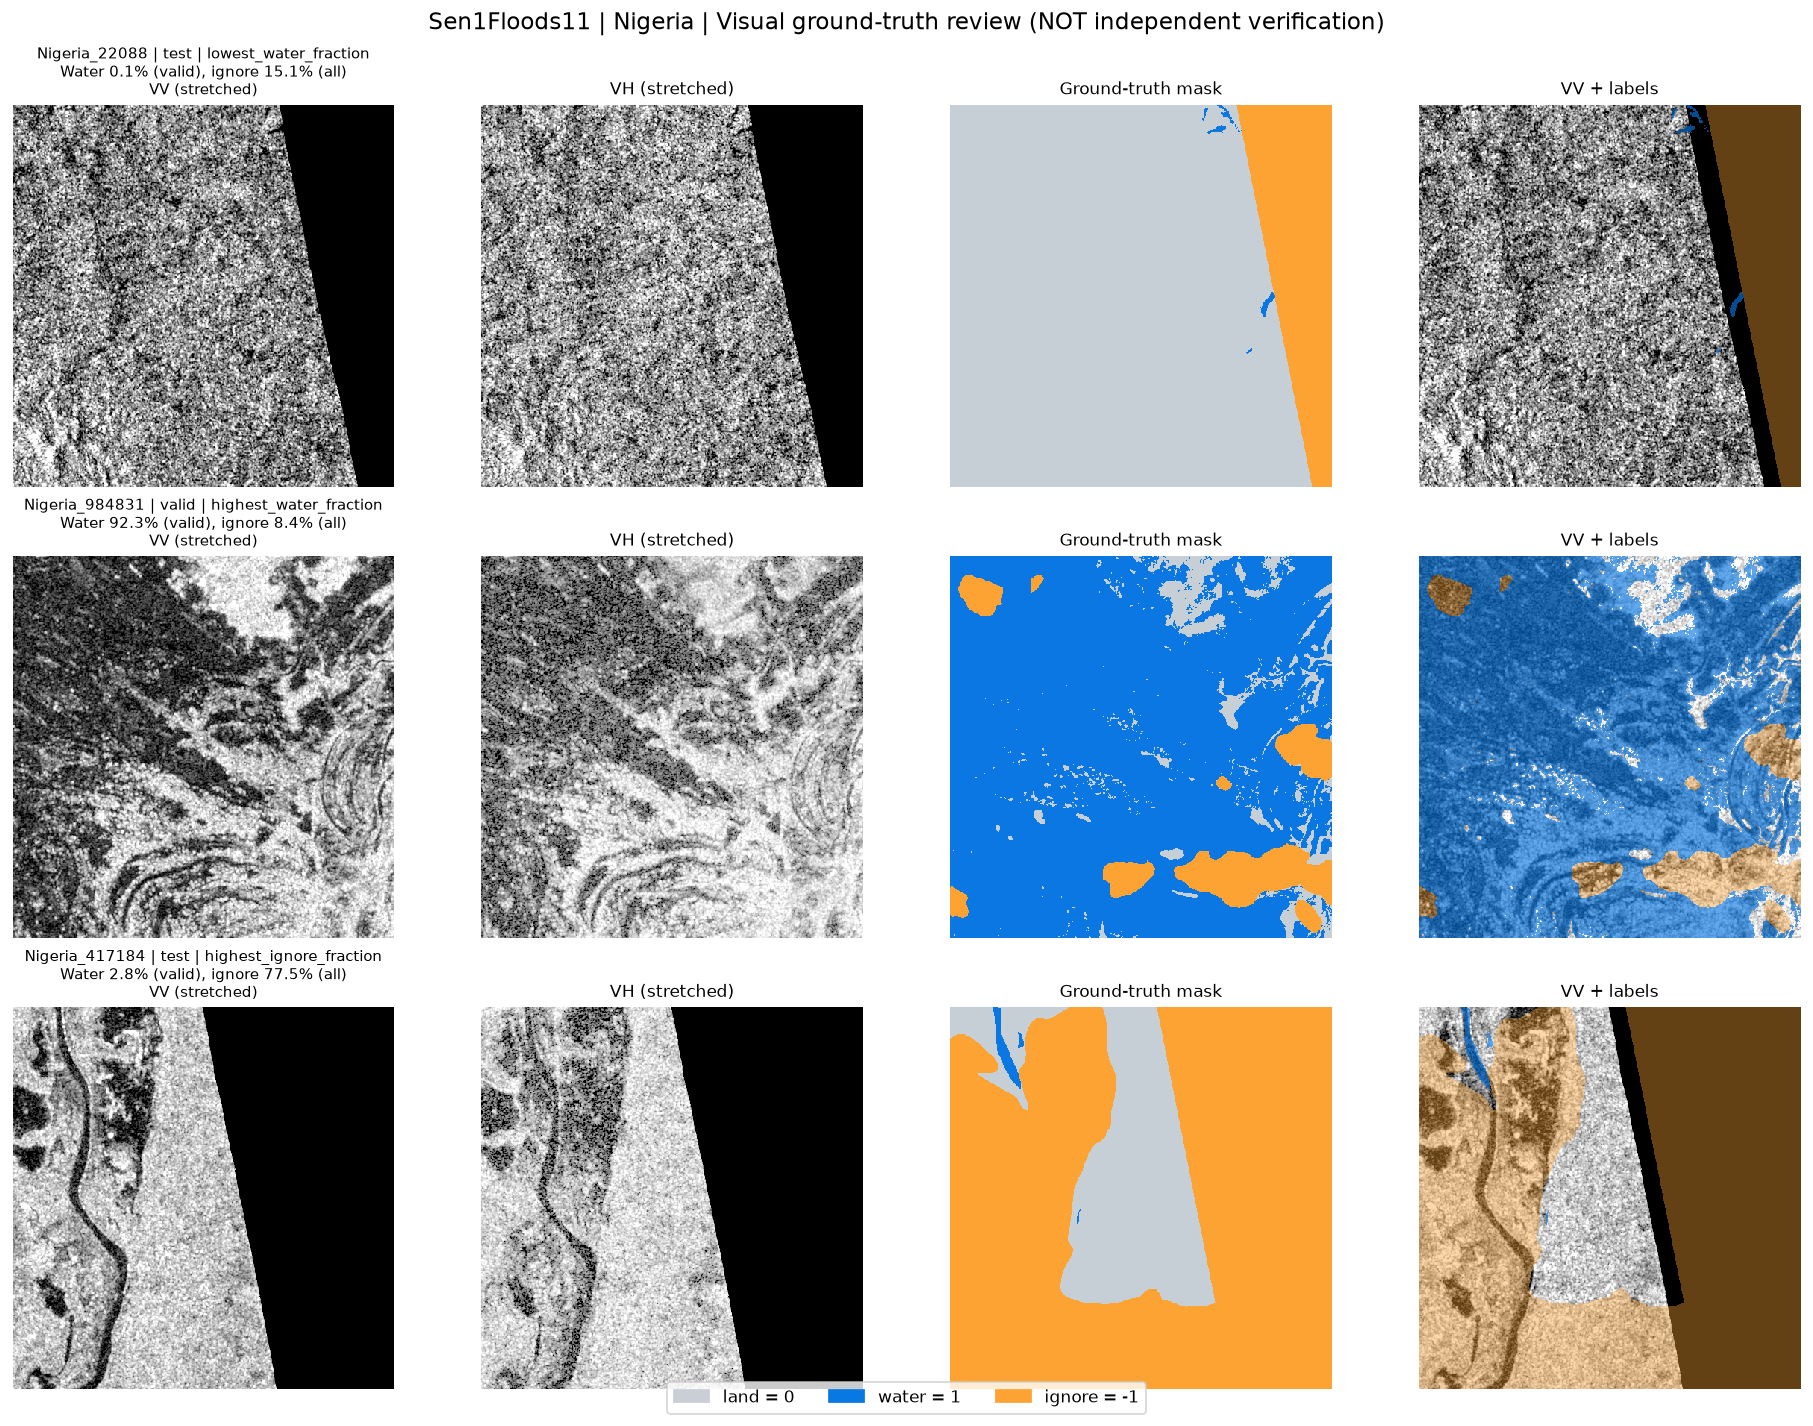 Sen1Floods11 | Nigeria | Visual ground-truth review (NOT independent verification)
Nigeria_22088 | test | lowest_water_fraction
Water 0.1% (valid), ignore 15.1% (all)
VV (stretched)
VH (stretched)
Ground-truth mask
VV + labels
Nigeria_984831 | valid | highest_water_fraction
Water 92.3% (valid), ignore 8.4% (all)
VV (stretched)
VH (stretched)
Ground-truth mask
VV + labels
Nigeria_417184 | test | highest_ignore_fraction
Water 2.8% (valid), ignore 77.5% (all)
VV (stretched)
VH (stretched)
Ground-truth mask
VV + labels
land = 0
water = 1
ignore = -1